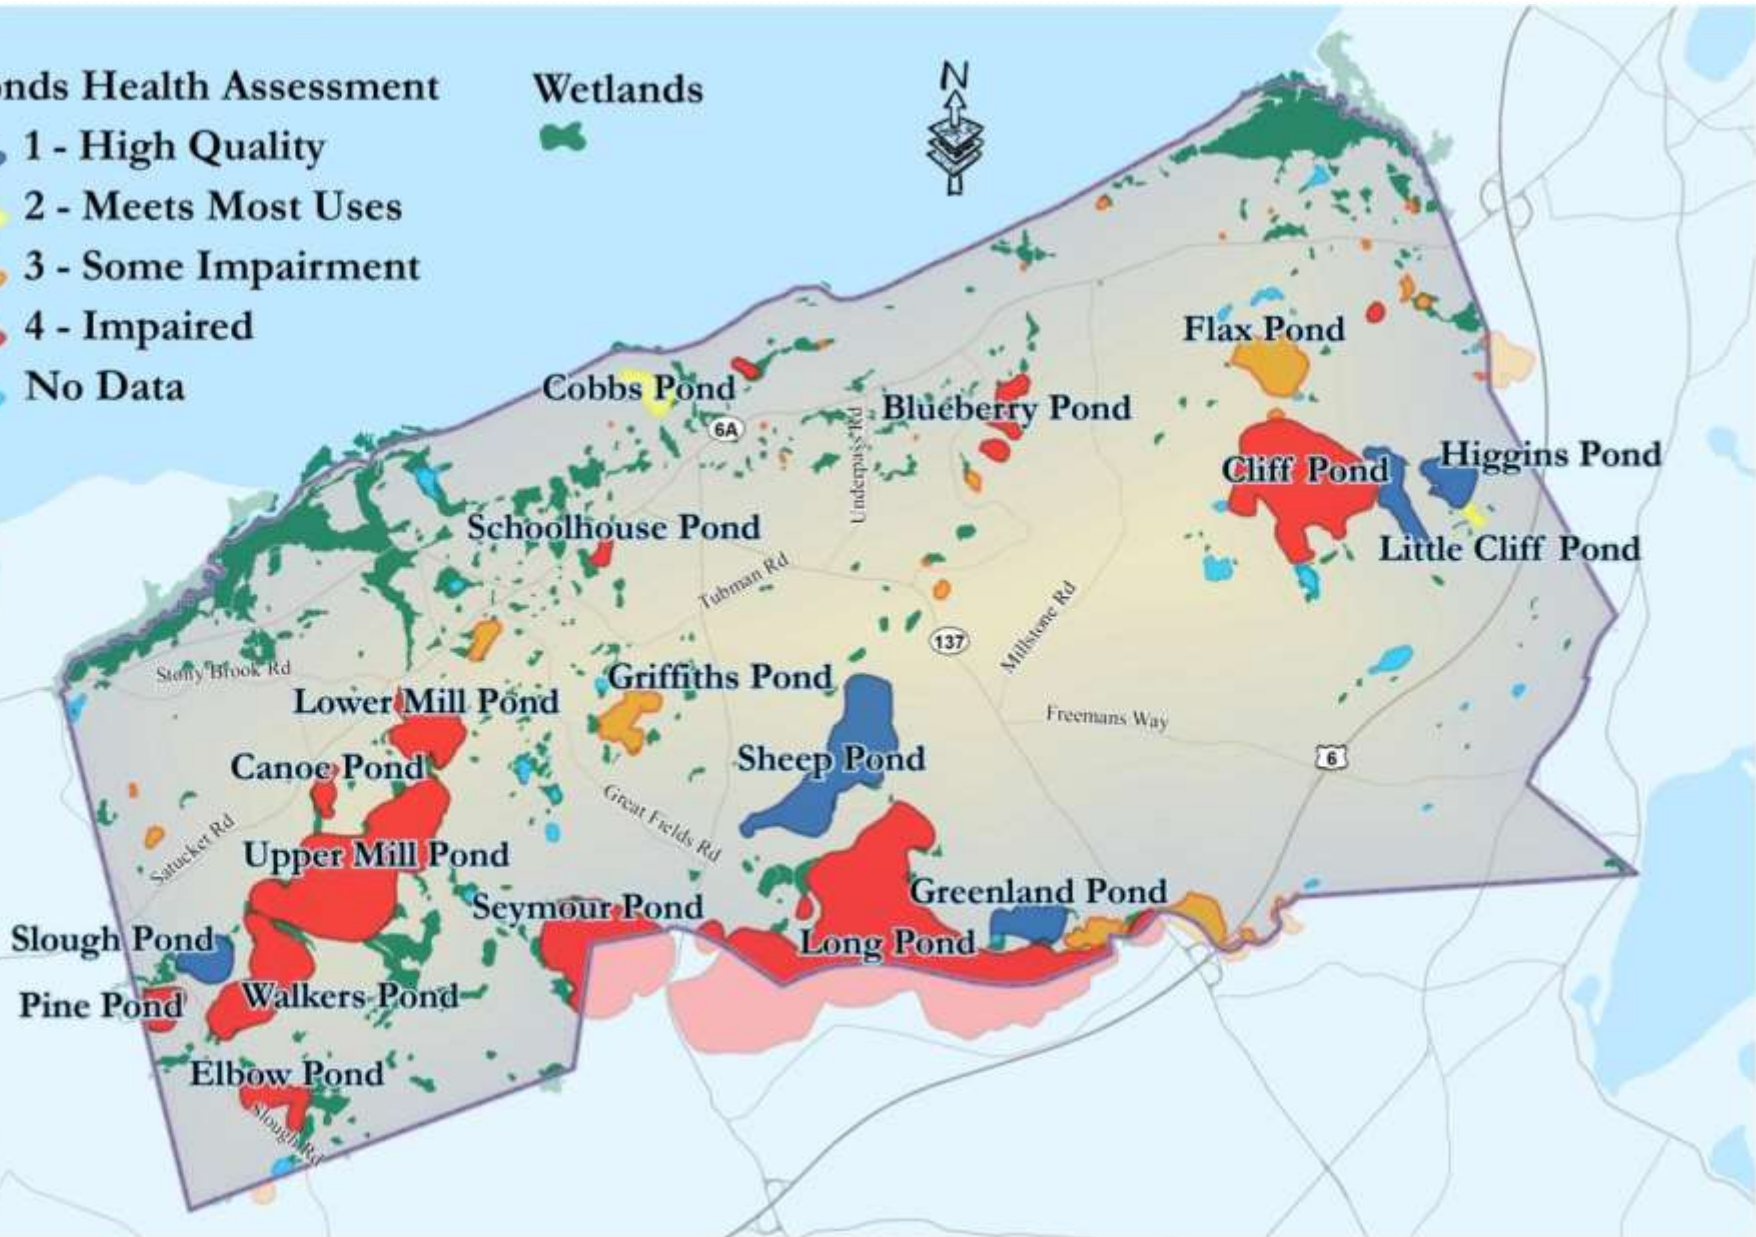 nds Health Assessment
1 - High Quality
2 - Meets Most Uses
3 - Some Impairment
4 - Impaired
No Data
Wetlands
N
Flax Pond
Cobbs Pond
6A
Blueberry Pond
Underpass Rd
Cliff Pond
Higgins Pond
Schoolhouse Pond
Little Cliff Pond
Tubman Rd
Millstone Rd
137
Stony Brook Rd
Griffiths Pond
Lower Mill Pond
Freemans Way
Canoe Pond
Sheep Pond
6
Great Fields Rd
Satucket Rd
Upper Mill Pond
Seymour Pond
Greenland Pond
Slough Pond
Long Pond
Pine Pond
Walkers Pond
Elbow Pond
Slough Rd